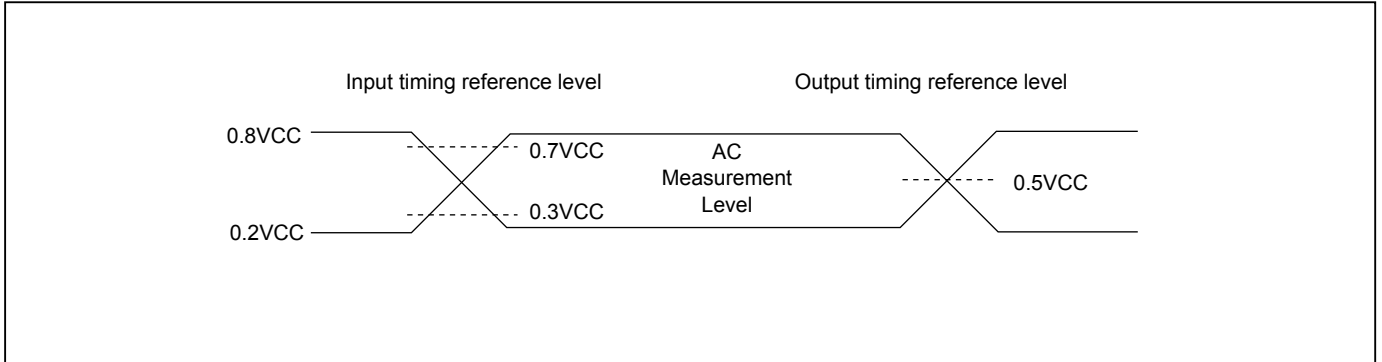 Input timing reference level
Output timing reference level
0.8VCC
0.7VCC
AC
Measurement
Level
0.5VCC
0.3VCC
0.2VCC